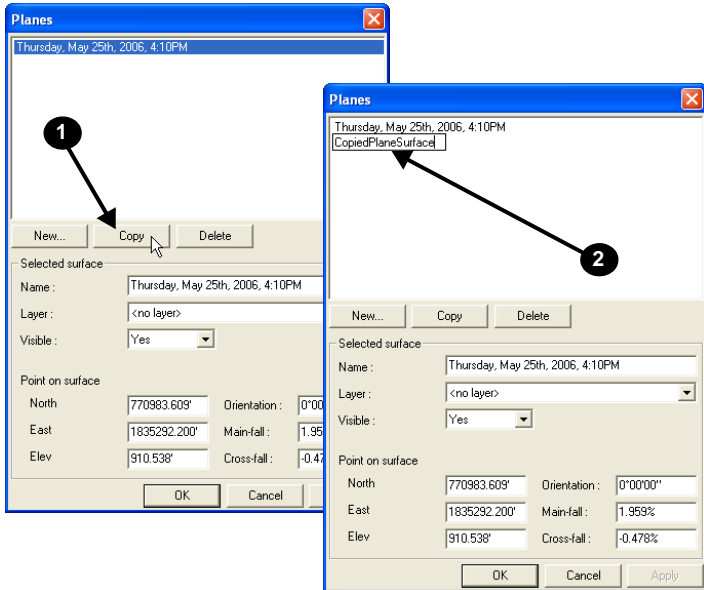 Planes
Thursday, May 25th, 2006, 4:10PM
1
New... Copy Delete
Selected surface
Name : Thursday, May 25th, 2006, 4:10PM
Layer : <no layer>
Visible : Yes
Point on surface
North 770983.609' Orientation : 0°00
East 1835292.200' Main-fall : 1.95
Elev 910.538' Cross-fall : -0.47
OK Cancel
Planes
Thursday, May 25th, 2006, 4:10PM
CopiedPlaneSurface
2
New... Copy Delete
Selected surface
Name : Thursday, May 25th, 2006, 4:10PM
Layer : <no layer>
Visible : Yes
Point on surface
North 770983.609' Orientation : 0°00'00"
East 1835292.200' Main-fall : 1.959%
Elev 910.538' Cross-fall : -0.478%
OK Cancel Apply